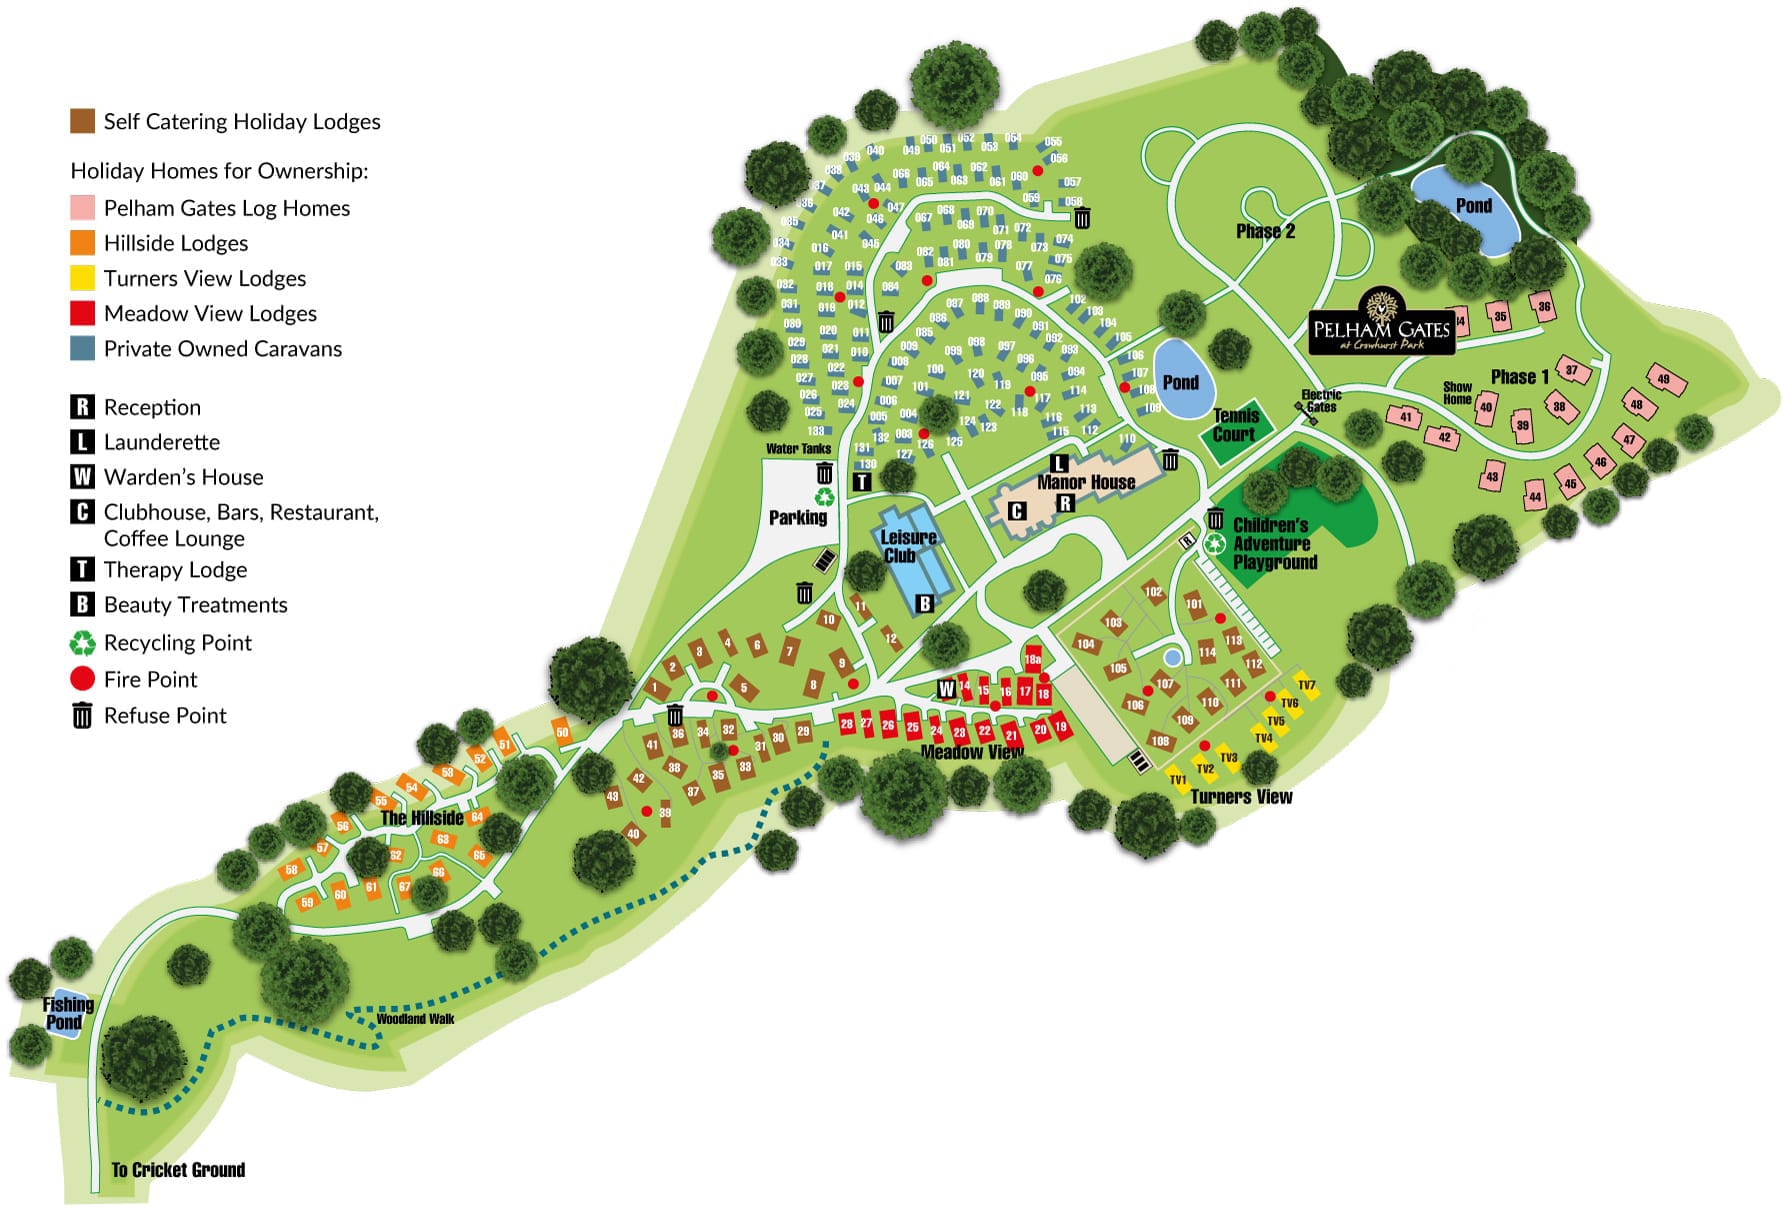 Self Catering Holiday Lodges
Holiday Homes for Ownership:
Pelham Gates Log Homes
Hillside Lodges
Turners View Lodges
Meadow View Lodges
Private Owned Caravans
R Reception
L Launderette
W Warden's House
C Clubhouse, Bars, Restaurant,
Coffee Lounge
T Therapy Lodge
B Beauty Treatments
Recycling Point
Fire Point
Refuse Point
050 052 054 055
040 049 051 053 056
039
038 064 062
066 065 063 061 060 057
37 043 044 059 058
036 042 046 047 068 070
035 041 045 067 069 071 072 074
034 016 082 080 078 073
033 017 015 083 081 079 077 075
032 018 014 084 076
031 012 087 088 089 102
030 020 011 086 090 103
029 021 010 085 091 104
028 022 009 098 097 092 105
027 023 008 099 096 093 106
026 024 007 100 120 119 095 094 107
025 006 101 121 122 117 114 108
133 005 004 124 123 118 116 113 109
132 003 126 125 115 112 110
131 127
130
Phase 2
Pond
PELHAM GATES
at Crowhurst Park
34 35 36
Pond
Phase 1
Show
Home
37 38 39 40 41 42 43 44 45 46 47 48 49
Electric
Gates
Tennis
Court
Water Tanks
T
Parking
L
Manor House
C
R
Leisure
Club
B
R
Children's
Adventure
Playground
102 101
103 113
104 114 112
105 107 111
106 110
109
108
TV7
TV6
TV5
TV4
TV3
TV2
TV1
Turners View
11
10 12
4 6 7 9
3
2 5 8
1
18a
W 14 15 16 17 18
28 27 26 25 24 23 22 21 20 19
Meadow View
36 34 32 31 30 29
41 38 35 33
42 37
43 39
40
50
51
52
53
54
55
The Hillside
56 64
57 63
62 65
58 66
61 67
59 60
Fishing
Pond
Woodland Walk
To Cricket Ground